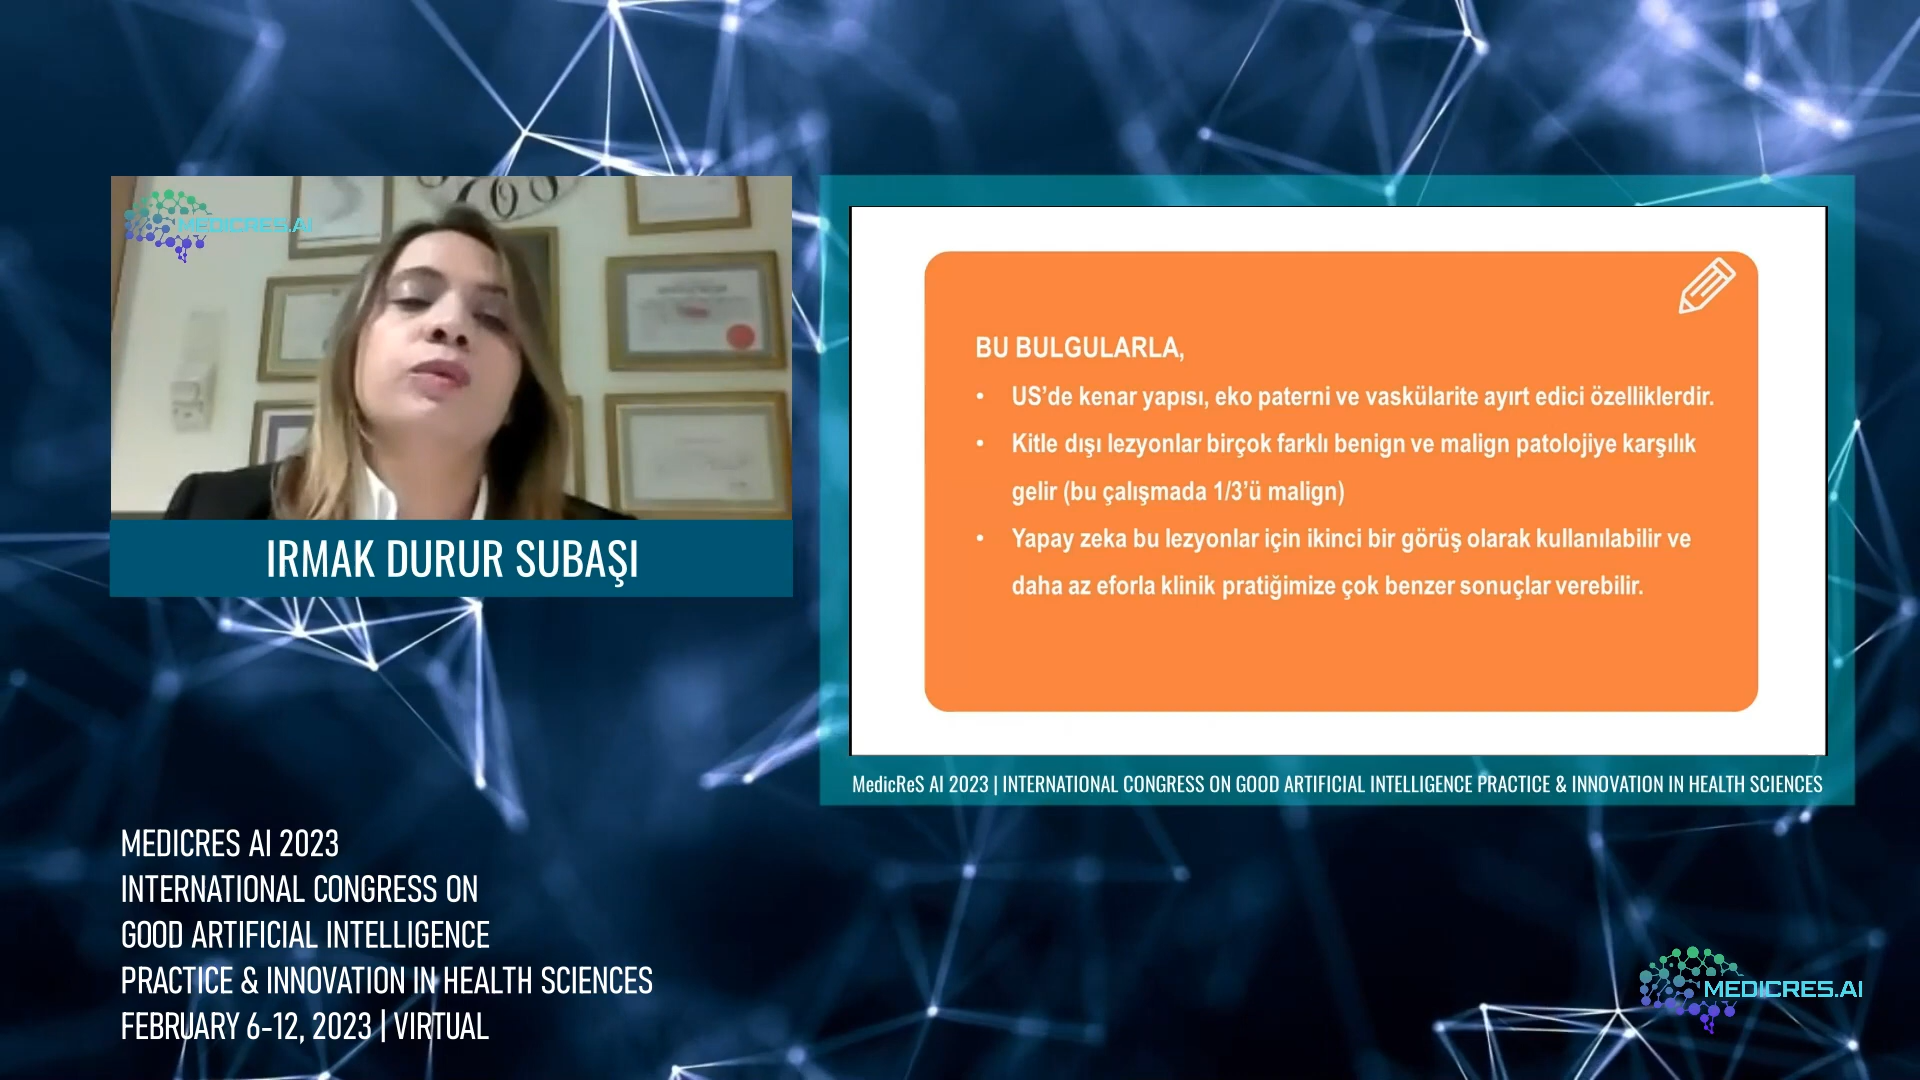 MEDICRES.AI
IRMAK DURUR SUBAŞI
BU BULGULARLA,
• US'de kenar yapısı, eko paterni ve vaskülarite ayırt edici özelliklerdir.
• Kitle dışı lezyonlar birçok farklı benign ve malign patolojiye karşılık
gelir (bu çalışmada 1/3'ü malign)
• Yapay zeka bu lezyonlar için ikinci bir görüş olarak kullanılabilir ve
daha az eforla klinik pratiğimize çok benzer sonuçlar verebilir.
MedicReS AI 2023 | INTERNATIONAL CONGRESS ON GOOD ARTIFICIAL INTELLIGENCE PRACTICE & INNOVATION IN HEALTH SCIENCES
MEDICRES AI 2023
INTERNATIONAL CONGRESS ON
GOOD ARTIFICIAL INTELLIGENCE
PRACTICE & INNOVATION IN HEALTH SCIENCES
FEBRUARY 6-12, 2023 | VIRTUAL
MEDICRES.AI